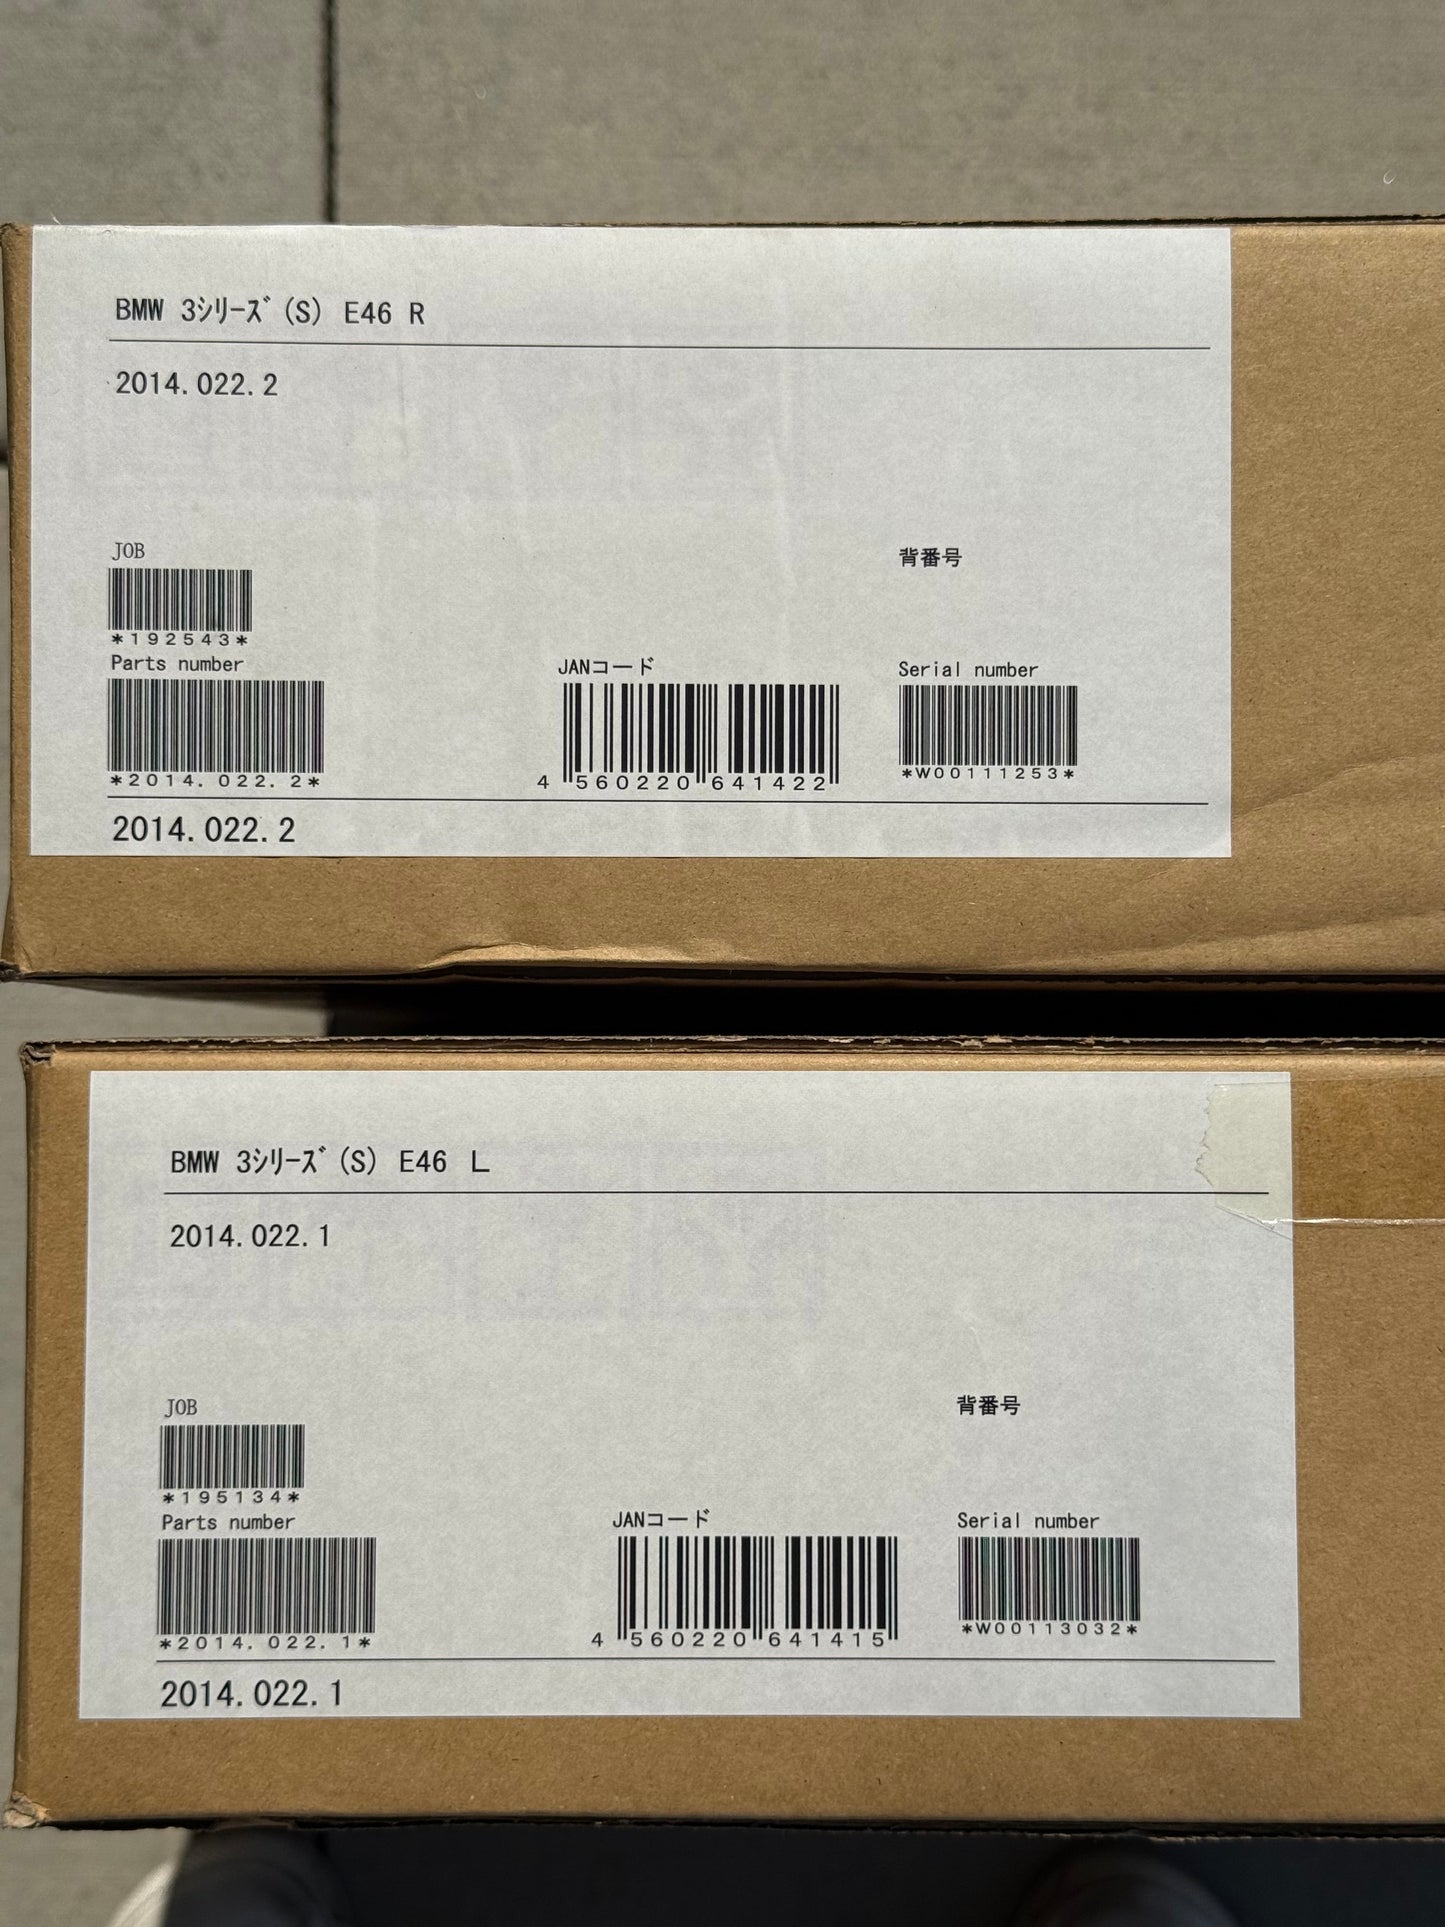 BMW 3ｼﾘｰｽﾞ(S) E46 R
2014.022.2
JOB
*192543*
背番号
Parts number
*2014.022.2*
JANコード
4 560220 641422
Serial number
*W00111253*
2014.022.2
BMW 3ｼﾘｰｽﾞ(S) E46 L
2014.022.1
JOB
*195134*
背番号
Parts number
*2014.022.1*
JANコード
4 560220 641415
Serial number
*W00113032*
2014.022.1